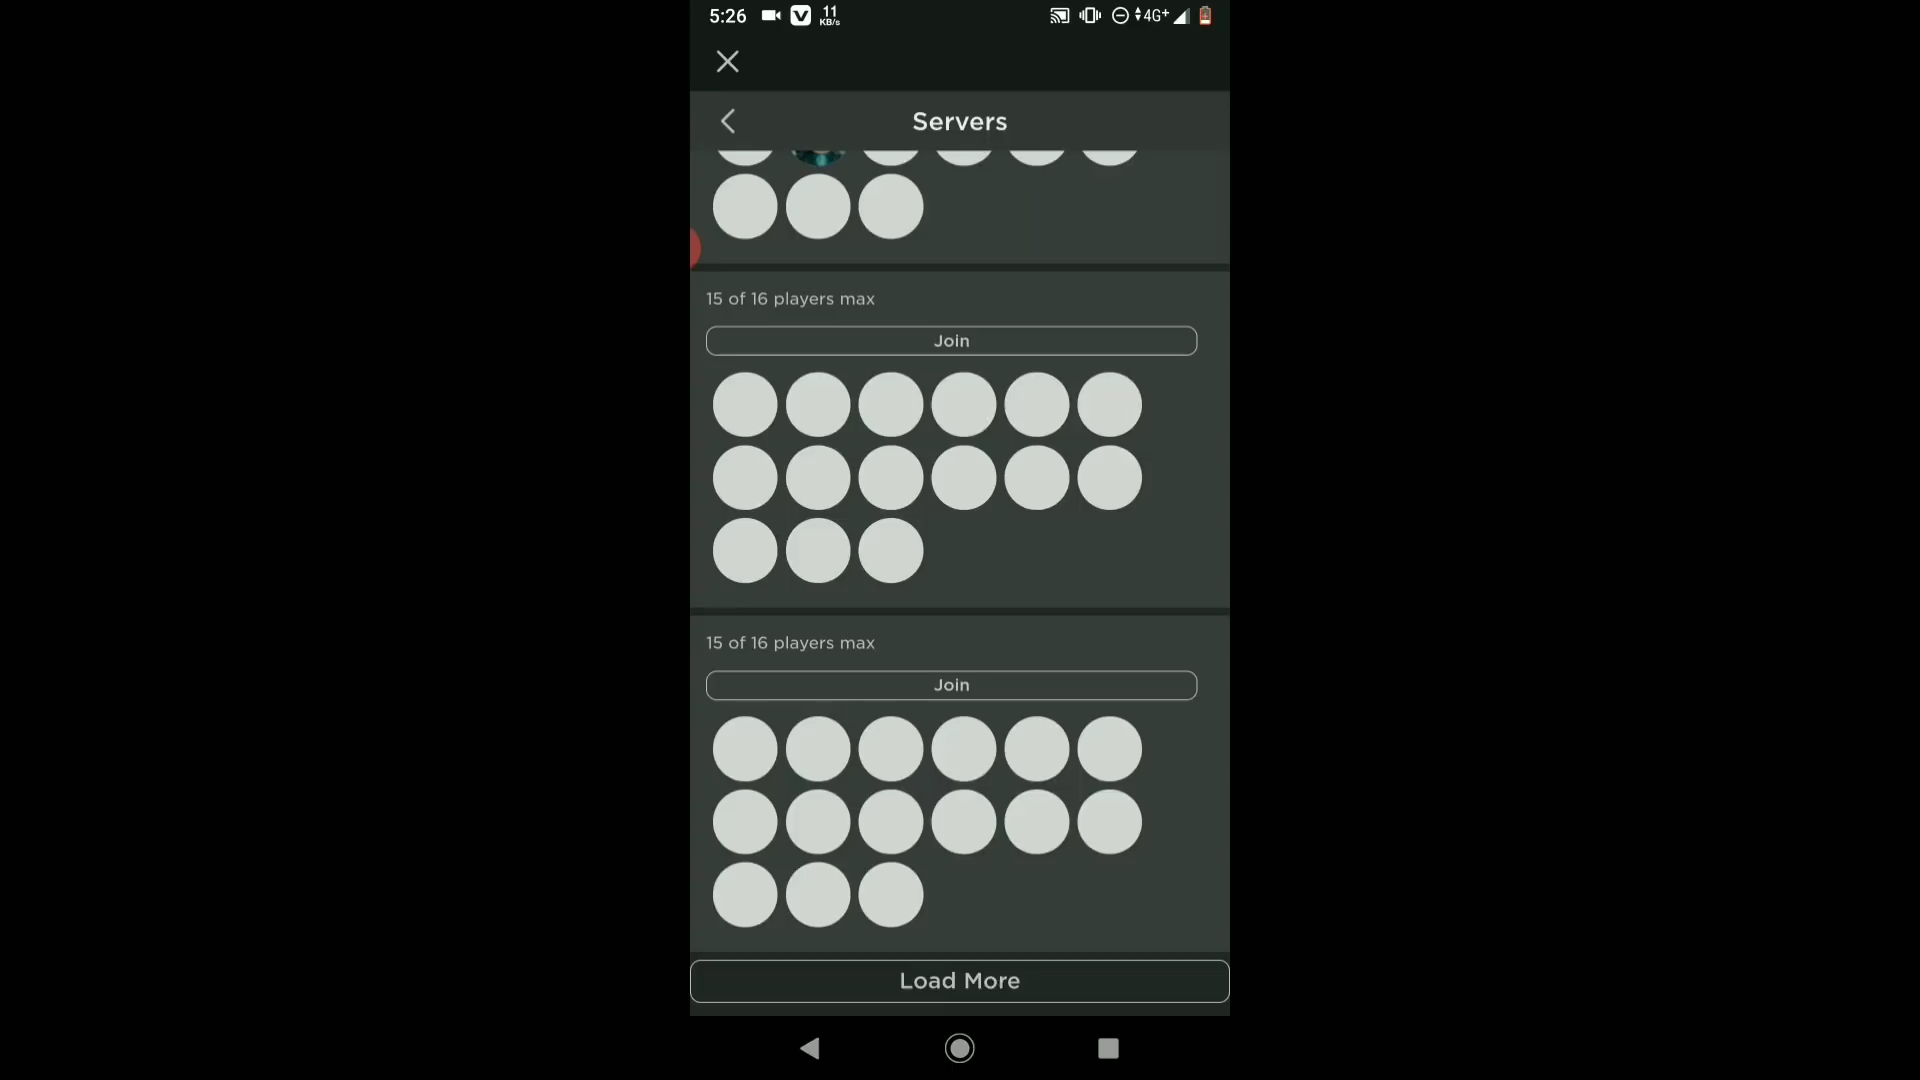 5:26 V 11 KB/s 4G+
Servers
15 of 16 players max
Join
15 of 16 players max
Join
Load More